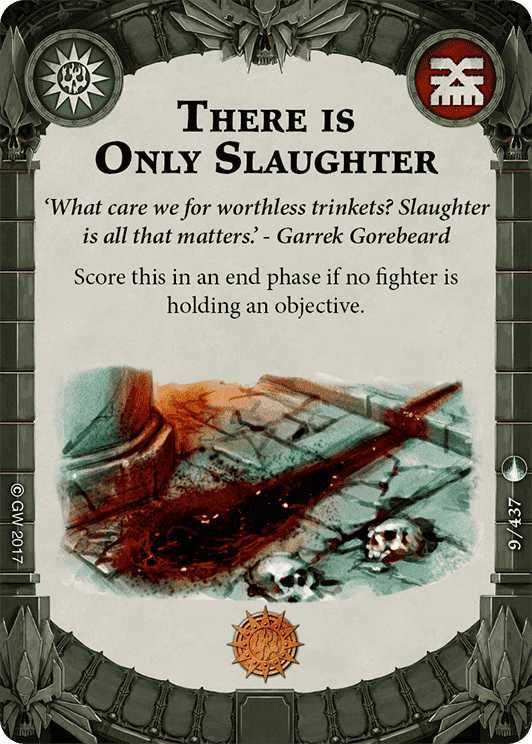 There is
Only Slaughter
‘What care we for worthless trinkets? Slaughter
is all that matters.’ - Garrek Gorebeard
Score this in an end phase if no fighter is
holding an objective.
© GW 2017
9/437